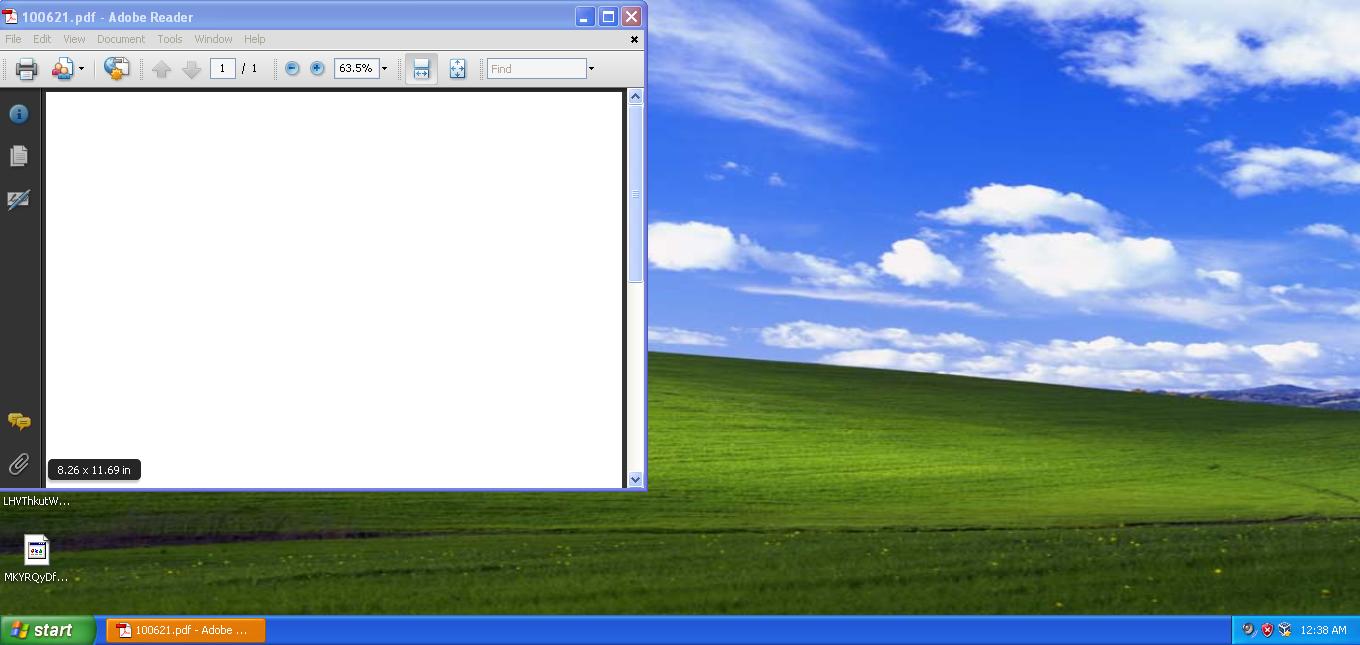 100621.pdf - Adobe Reader
File Edit View Document Tools Window Help
1 / 1 63.5% Find
8.26 x 11.69 in
LHVThkutW...
MKYRQyDf...
start 100621.pdf - Adobe ... 12:38 AM